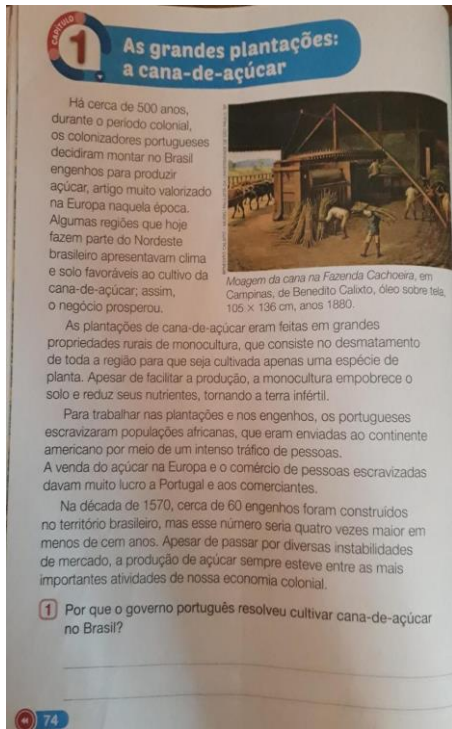 CAPÍTULO
1
As grandes plantações:
a cana-de-açúcar
Há cerca de 500 anos,
durante o período colonial,
os colonizadores portugueses
decidiram montar no Brasil
engenhos para produzir
açúcar, artigo muito valorizado
na Europa naquela época.
Algumas regiões que hoje
fazem parte do Nordeste
brasileiro apresentavam clima
e solo favoráveis ao cultivo da
cana-de-açúcar; assim,
o negócio prosperou.
Moagem da cana na Fazenda Cachoeira, em
Campinas, de Benedito Calixto, óleo sobre tela,
105 × 136 cm, anos 1880.
As plantações de cana-de-açúcar eram feitas em grandes
propriedades rurais de monocultura, que consiste no desmatamento
de toda a região para que seja cultivada apenas uma espécie de
planta. Apesar de facilitar a produção, a monocultura empobrece o
solo e reduz seus nutrientes, tornando a terra infértil.
Para trabalhar nas plantações e nos engenhos, os portugueses
escravizaram populações africanas, que eram enviadas ao continente
americano por meio de um intenso tráfico de pessoas.
A venda do açúcar na Europa e o comércio de pessoas escravizadas
davam muito lucro a Portugal e aos comerciantes.
Na década de 1570, cerca de 60 engenhos foram construídos
no território brasileiro, mas esse número seria quatro vezes maior em
menos de cem anos. Apesar de passar por diversas instabilidades
de mercado, a produção de açúcar sempre esteve entre as mais
importantes atividades de nossa economia colonial.
1 Por que o governo português resolveu cultivar cana-de-açúcar
no Brasil?
74